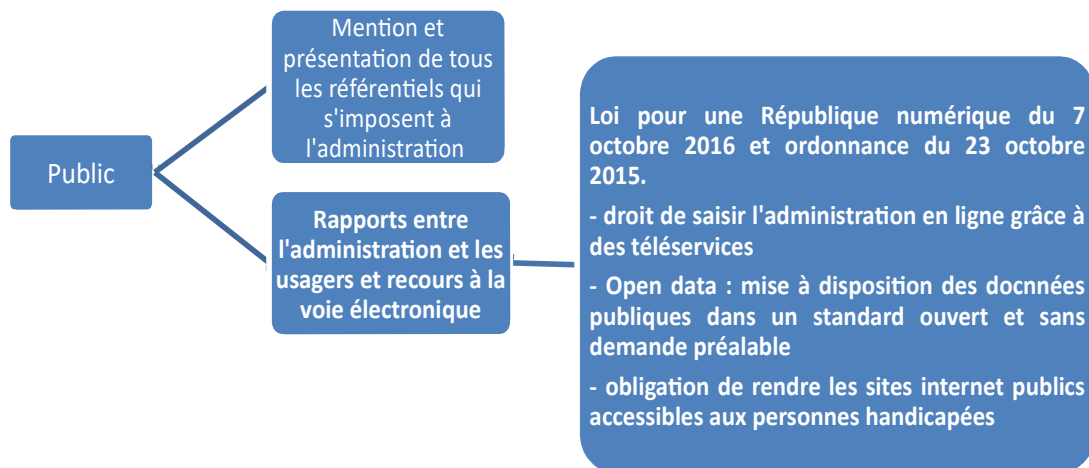 Public
Mention et
présentation de tous
les référentiels qui
s'imposent à
l'administration
Rapports entre
l'administration et les
usagers et recours à la
voie électronique
Loi pour une République numérique du 7
octobre 2016 et ordonnance du 23 octobre
2015.
- droit de saisir l'administration en ligne grâce à
des téléservices
- Open data : mise à disposition des docnnées
publiques dans un standard ouvert et sans
demande préalable
- obligation de rendre les sites internet publics
accessibles aux personnes handicapées